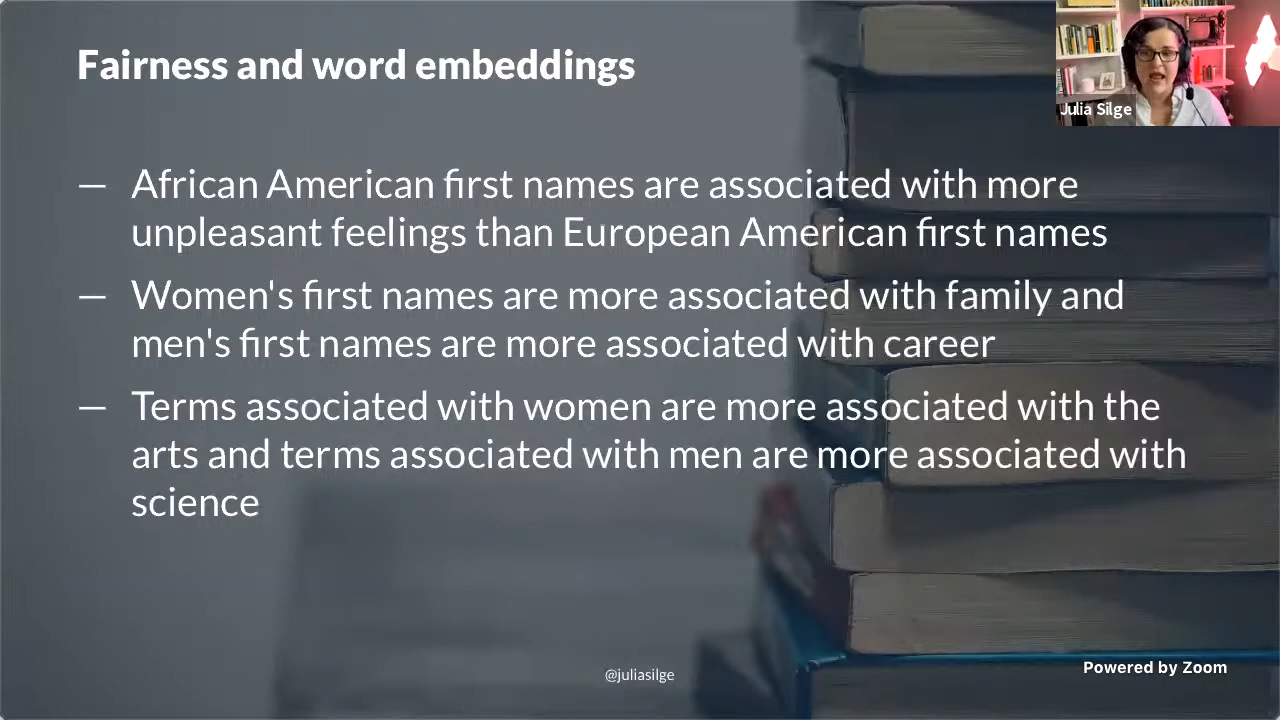 Fairness and word embeddings
Julia Silge
— African American first names are associated with more
unpleasant feelings than European American first names
— Women's first names are more associated with family and
men's first names are more associated with career
— Terms associated with women are more associated with the
arts and terms associated with men are more associated with
science
@juliasilge
Powered by Zoom